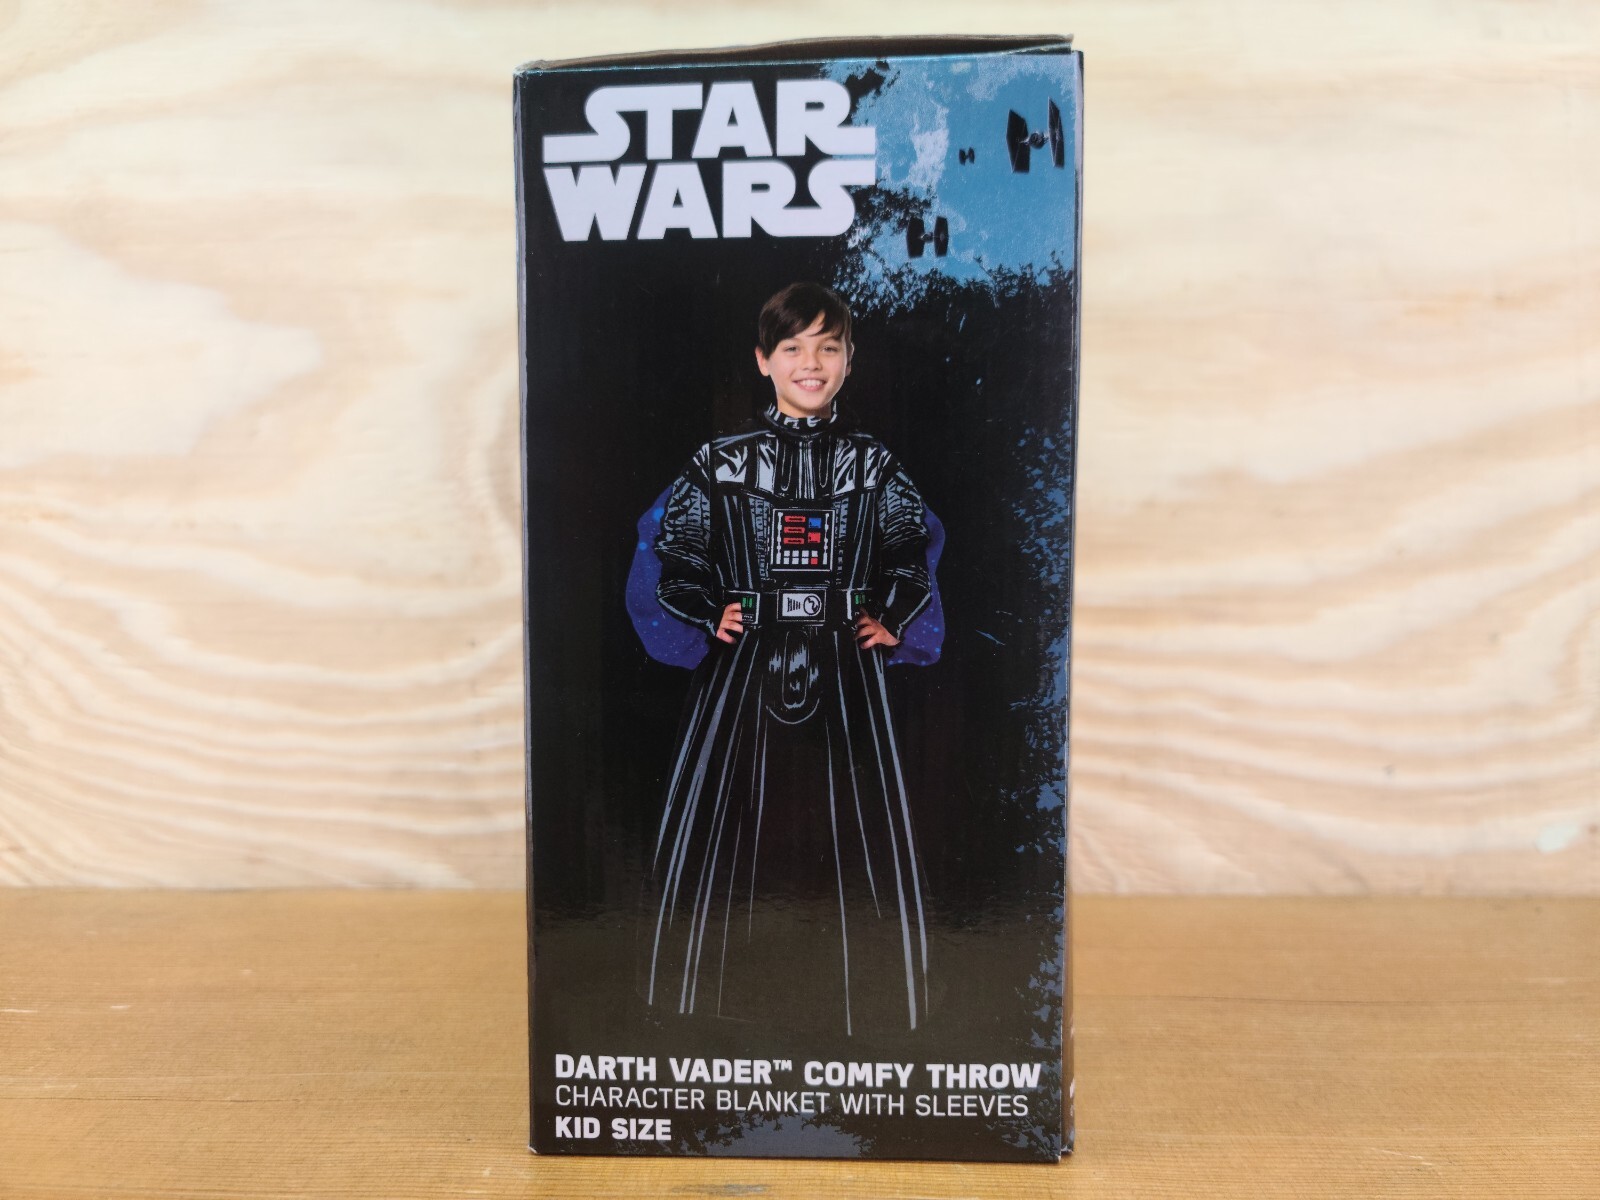 STAR
WARS
DARTH VADER™ COMFY THROW
CHARACTER BLANKET WITH SLEEVES
KID SIZE